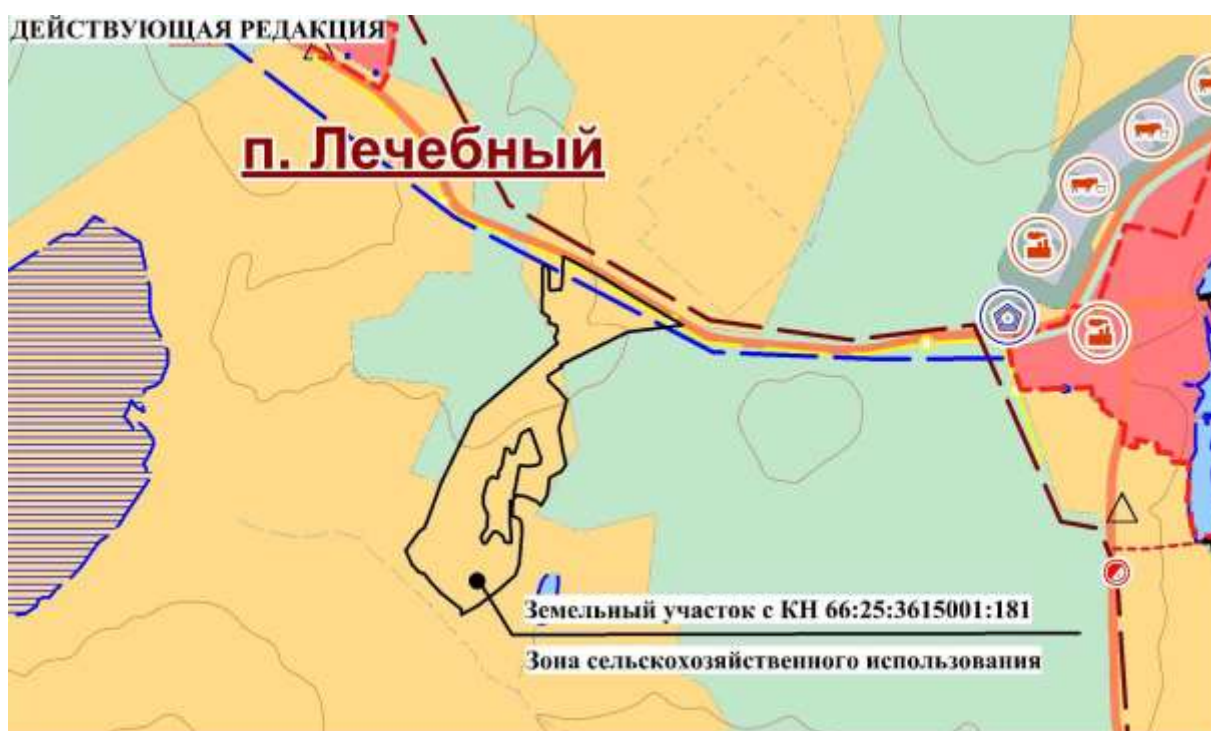 ДЕЙСТВУЮЩАЯ РЕДАКЦИЯ
п. Лечебный
Земельный участок с КН 66:25:3615001:181
Зона сельскохозяйственного использования